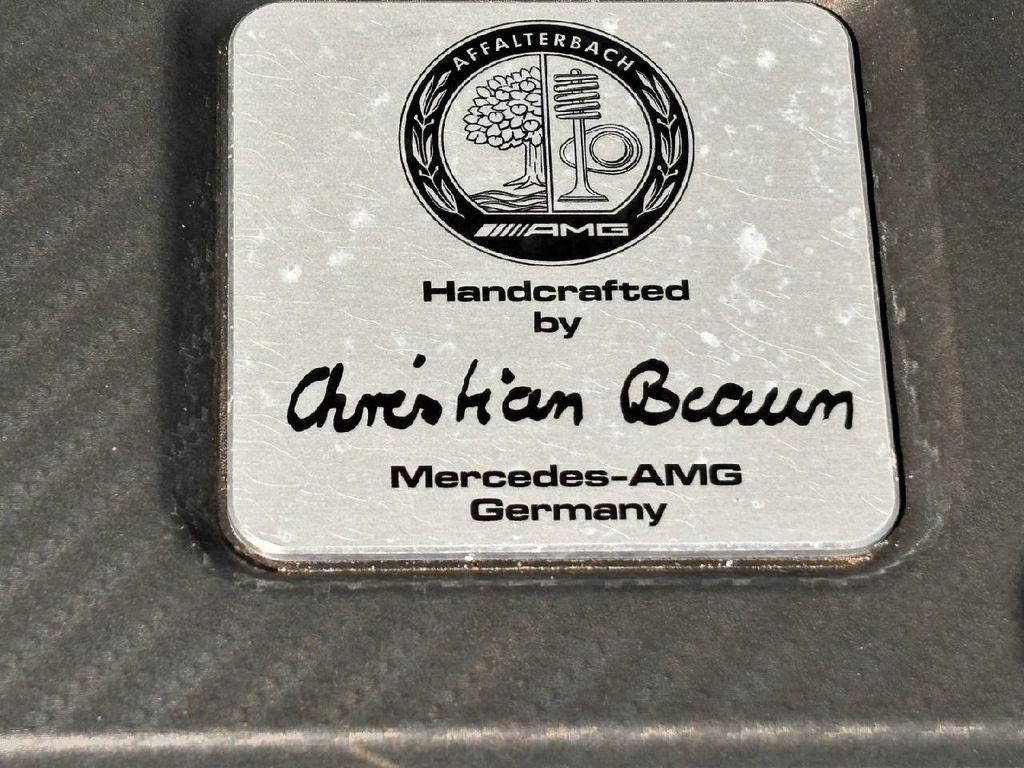 AFFALTERBACH
AMG
Handcrafted
by
Christian Braun
Mercedes-AMG
Germany